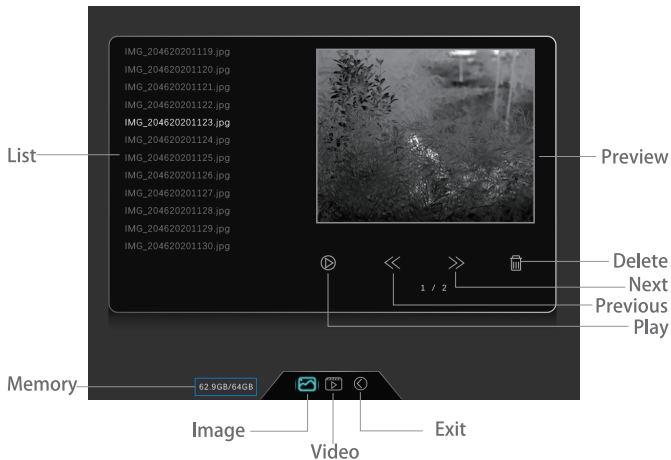 IMG_204620201119.jpg
IMG_204620201120.jpg
IMG_204620201121.jpg
IMG_204620201122.jpg
IMG_204620201123.jpg
IMG_204620201124.jpg
IMG_204620201125.jpg
IMG_204620201126.jpg
IMG_204620201127.jpg
IMG_204620201128.jpg
IMG_204620201129.jpg
IMG_204620201130.jpg
List
Preview
Delete
Next
1 / 2
Previous
Play
Memory
62.9GB/64GB
Image
Exit
Video